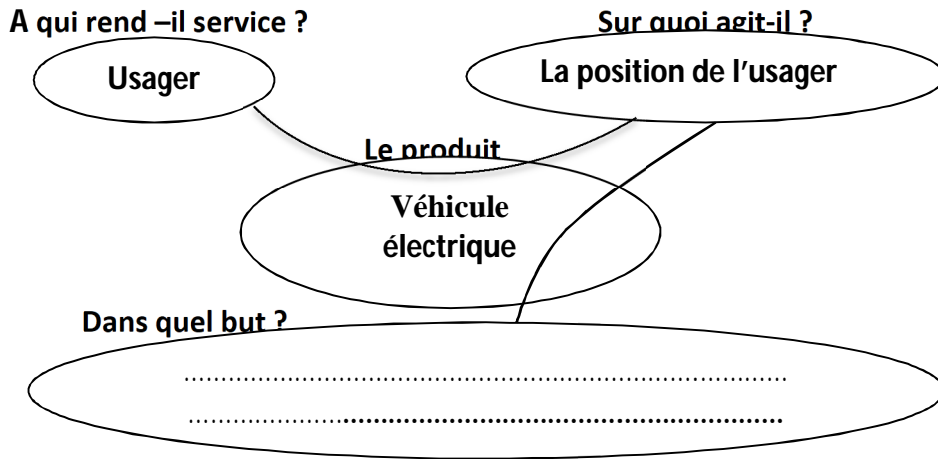 A qui rend –il service ?
Sur quoi agit-il ?
Usager
La position de l’usager
Le produit
Véhicule
électrique
Dans quel but ?
................................................................................
................................................................................